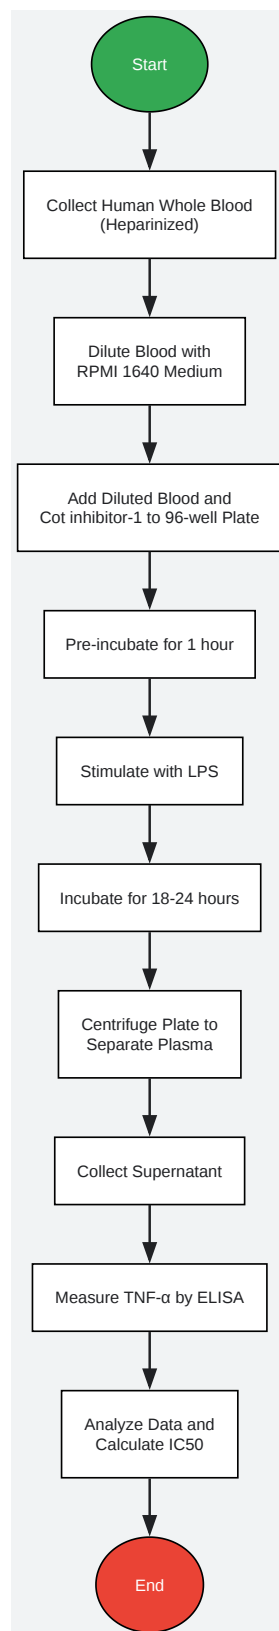 Start
Collect Human Whole Blood
(Heparinized)
Dilute Blood with
RPMI 1640 Medium
Add Diluted Blood and
Cot inhibitor-1 to 96-well Plate
Pre-incubate for 1 hour
Stimulate with LPS
Incubate for 18-24 hours
Centrifuge Plate to
Separate Plasma
Collect Supernatant
Measure TNF-α by ELISA
Analyze Data and
Calculate IC50
End